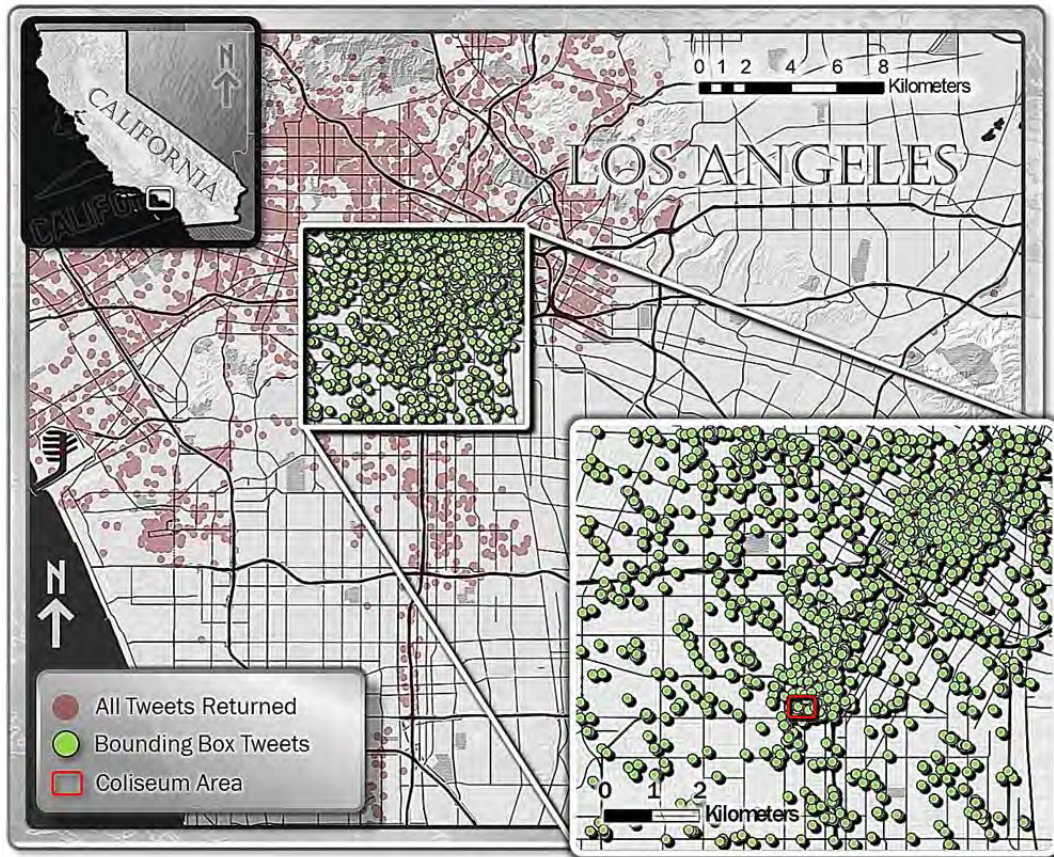 N
CALIFORNIA
0 1 2 4 6 8
Kilometers
LOS ANGELES
N
All Tweets Returned
Bounding Box Tweets
Coliseum Area
0 1 2
Kilometers